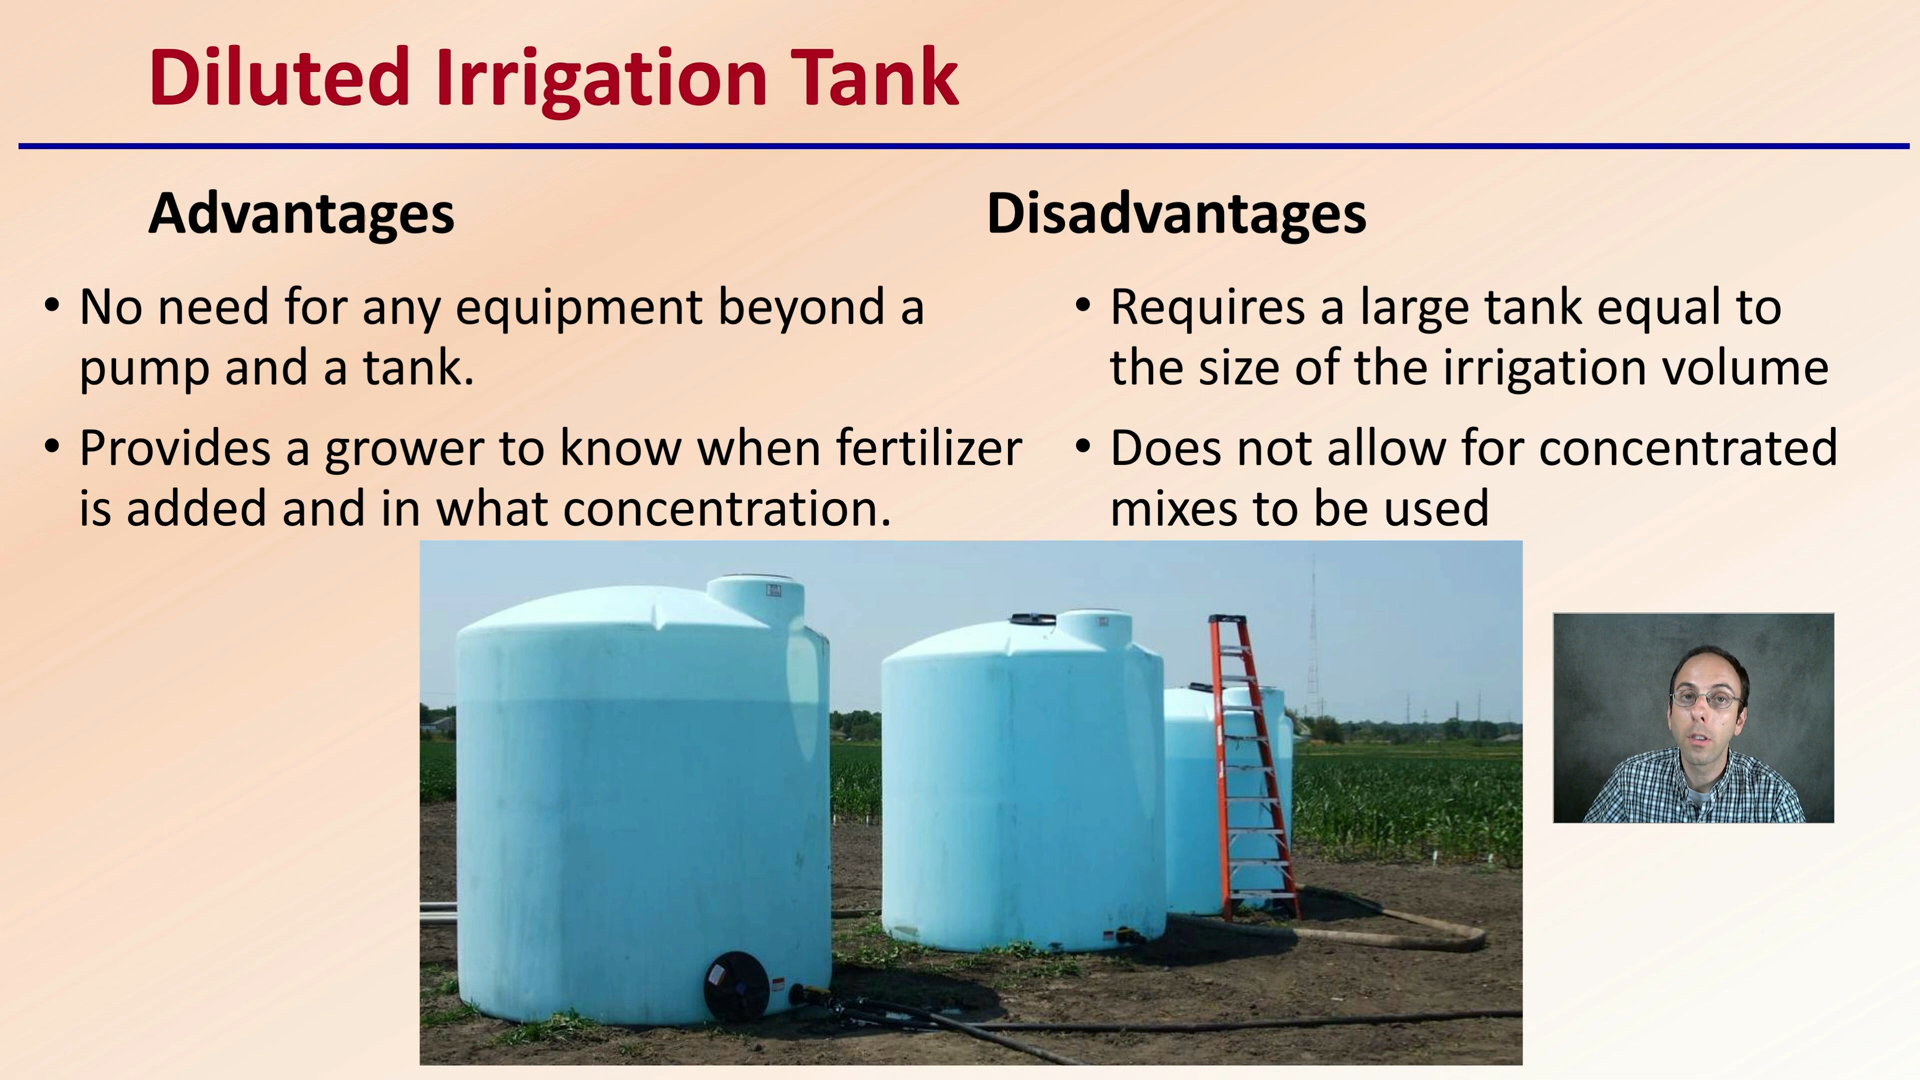 Diluted Irrigation Tank
Advantages
• No need for any equipment beyond a
pump and a tank.
• Provides a grower to know when fertilizer
is added and in what concentration.
Disadvantages
• Requires a large tank equal to
the size of the irrigation volume
• Does not allow for concentrated
mixes to be used